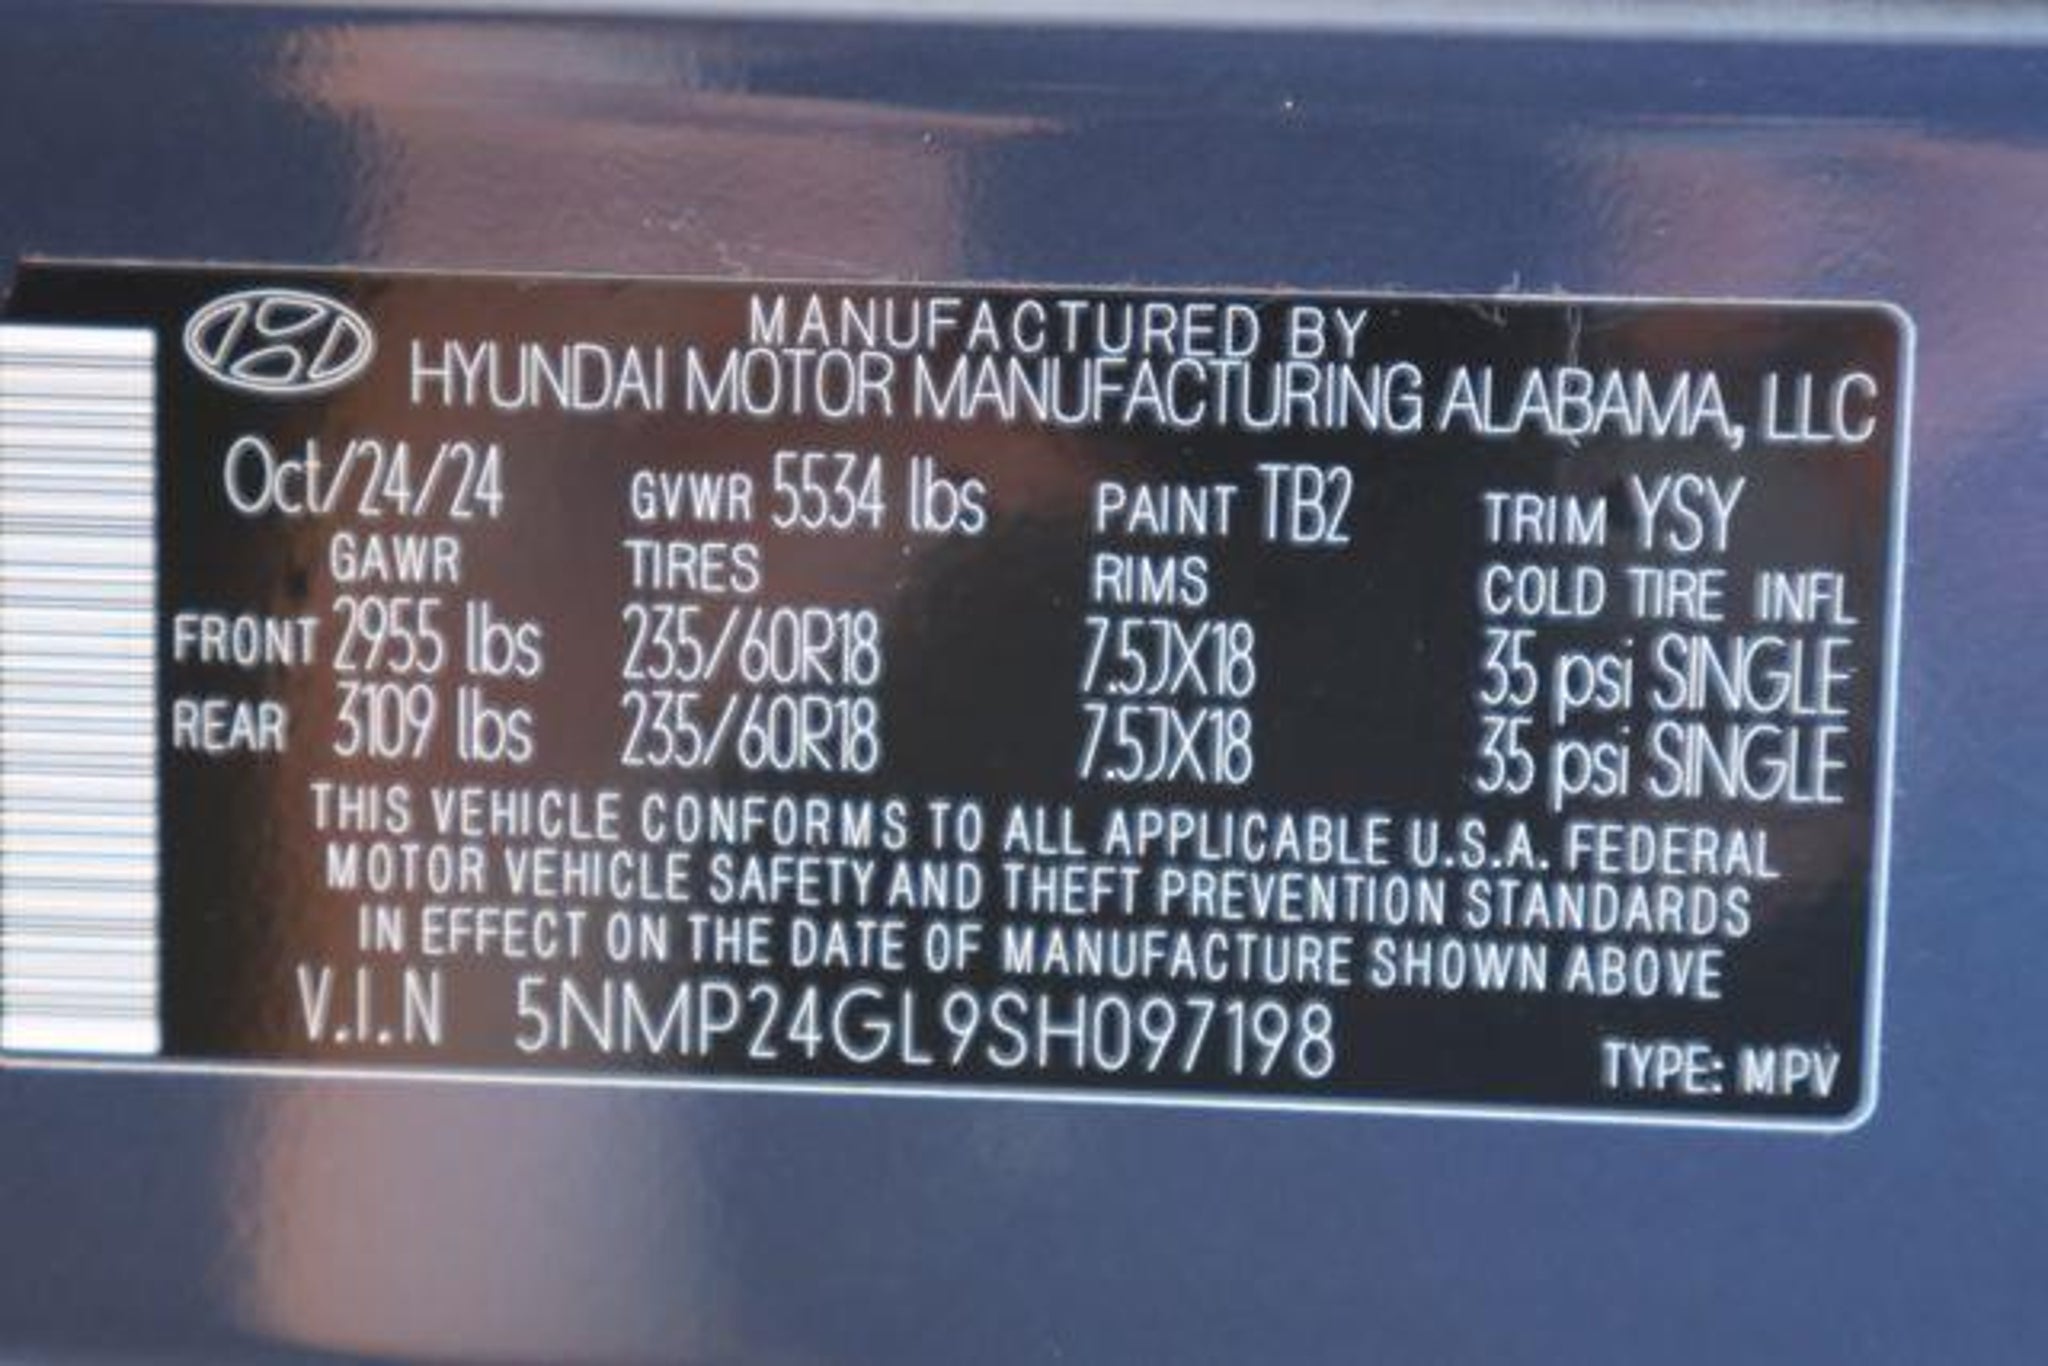 MANUFACTURED BY
HYUNDAI MOTOR MANUFACTURING ALABAMA, LLC
Oct/24/24 GVWR 5534 lbs PAINT TB2 TRIM YSY
GAWR TIRES RIMS COLD TIRE INFL
FRONT 2955 lbs 235/60R18 7.5JX18 35 psi SINGLE
REAR 3109 lbs 235/60R18 7.5JX18 35 psi SINGLE
THIS VEHICLE CONFORMS TO ALL APPLICABLE U.S.A. FEDERAL
MOTOR VEHICLE SAFETY AND THEFT PREVENTION STANDARDS
IN EFFECT ON THE DATE OF MANUFACTURE SHOWN ABOVE
V.I.N 5NMP24GL9SH097198 TYPE: MPV